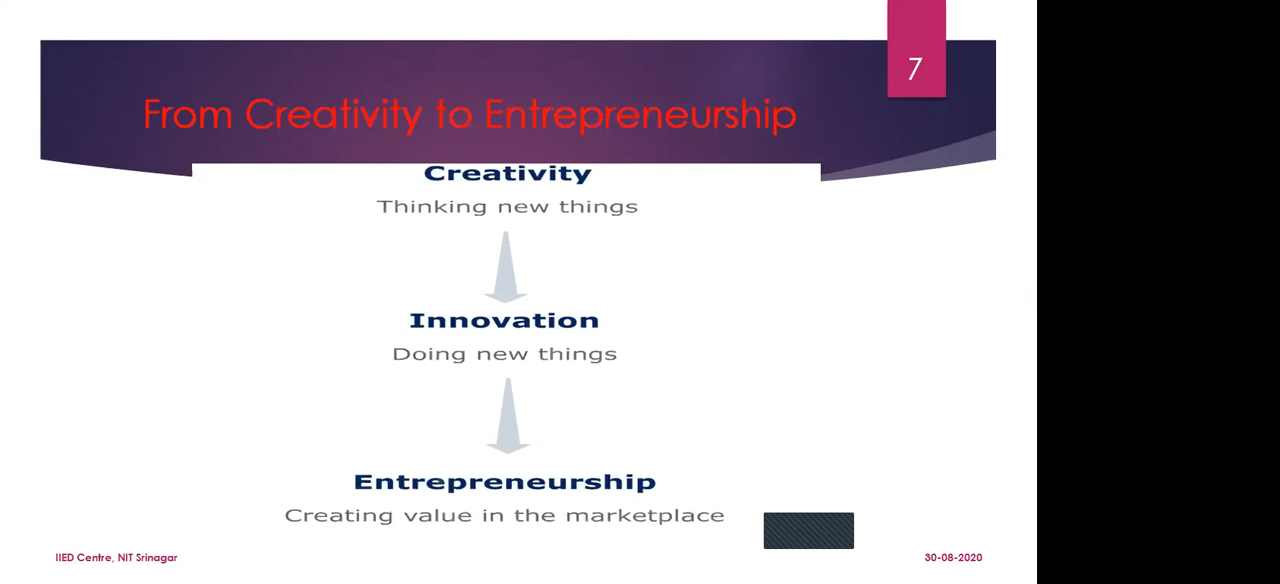 7
From Creativity to Entrepreneurship
Creativity
Thinking new things
Innovation
Doing new things
Entrepreneurship
Creating value in the marketplace
IIED Centre, NIT Srinagar
30-08-2020